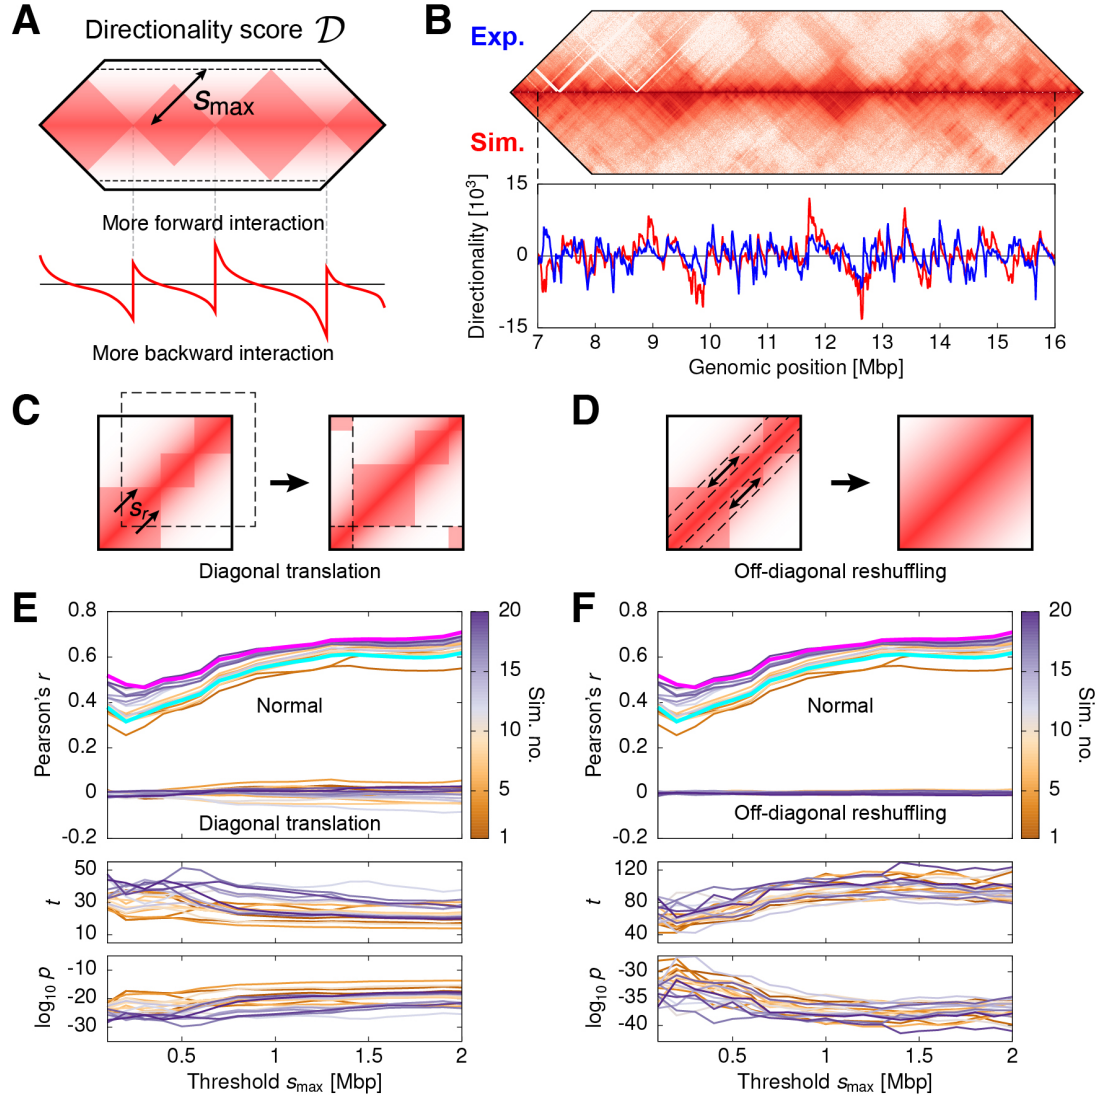 A
Directionality score 𝒟
s_max
More forward interaction
More backward interaction
B
Exp.
Sim.
Directionality [10³]
15
0
-15
7 8 9 10 11 12 13 14 15 16
Genomic position [Mbp]
C
s_r
Diagonal translation
D
Off-diagonal reshuffling
E
Pearson's r
0.8
0.6
0.4
0.2
0
-0.2
Normal
Diagonal translation
20
15
10
5
1
Sim. no.
t
50
30
10
log₁₀ p
-10
-20
-30
0.5 1 1.5 2
Threshold s_max [Mbp]
F
Pearson's r
0.8
0.6
0.4
0.2
0
-0.2
Normal
Off-diagonal reshuffling
20
15
10
5
1
Sim. no.
t
120
80
40
log₁₀ p
-30
-35
-40
0.5 1 1.5 2
Threshold s_max [Mbp]